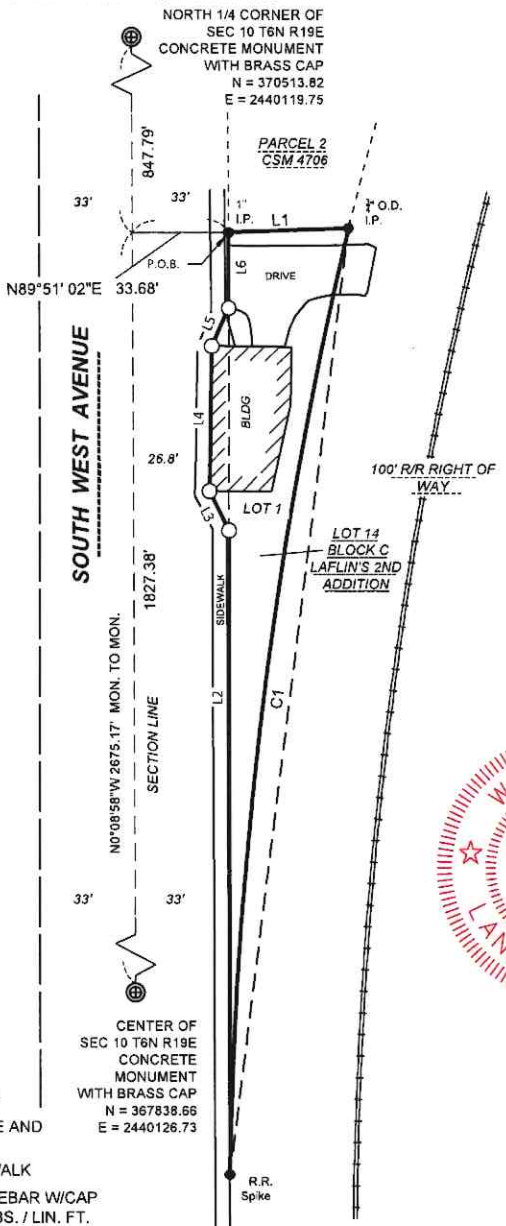 NORTH 1/4 CORNER OF
SEC 10 T6N R19E
CONCRETE MONUMENT
WITH BRASS CAP
N = 370513.82
E = 2440119.75
847.79'
PARCEL 2
CSM 4706
33'
33'
1"
I.P.
L1
O.D.
I.P.
P.O.B.
L6
DRIVE
N89°51' 02"E 33.68'
L5
SOUTH WEST AVENUE
L4
BLDG
26.8'
100' R/R RIGHT OF
WAY
L3
LOT 1
LOT 14
BLOCK C
LAFLIN'S 2ND
ADDITION
1827.38'
SIDEWALK
L2
C1
N0°08'58"W 2675.17' MON. TO MON.
SECTION LINE
W
LAN
33'
33'
CENTER OF
SEC 10 T6N R19E
CONCRETE
MONUMENT
WITH BRASS CAP
N = 367838.66
E = 2440126.73
E AND
ALK
R.R.
Spike
EBAR W/CAP
BS. / LIN. FT.